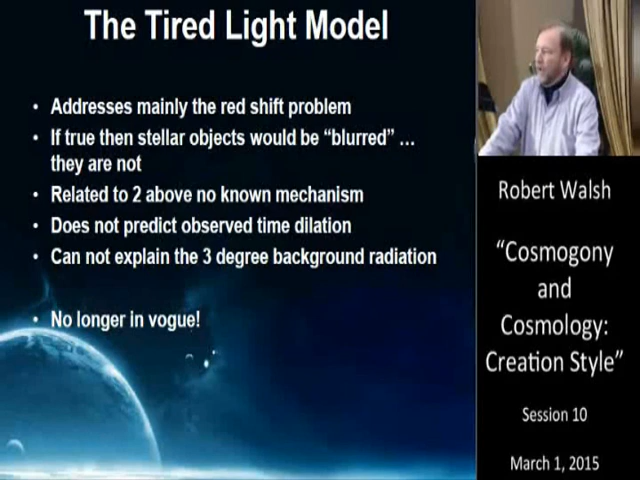 The Tired Light Model
• Addresses mainly the red shift problem
• If true then stellar objects would be “blurred” …
they are not
• Related to 2 above no known mechanism
• Does not predict observed time dilation
• Can not explain the 3 degree background radiation
• No longer in vogue!
Robert Walsh
“Cosmogony
and
Cosmology:
Creation Style”
Session 10
March 1, 2015